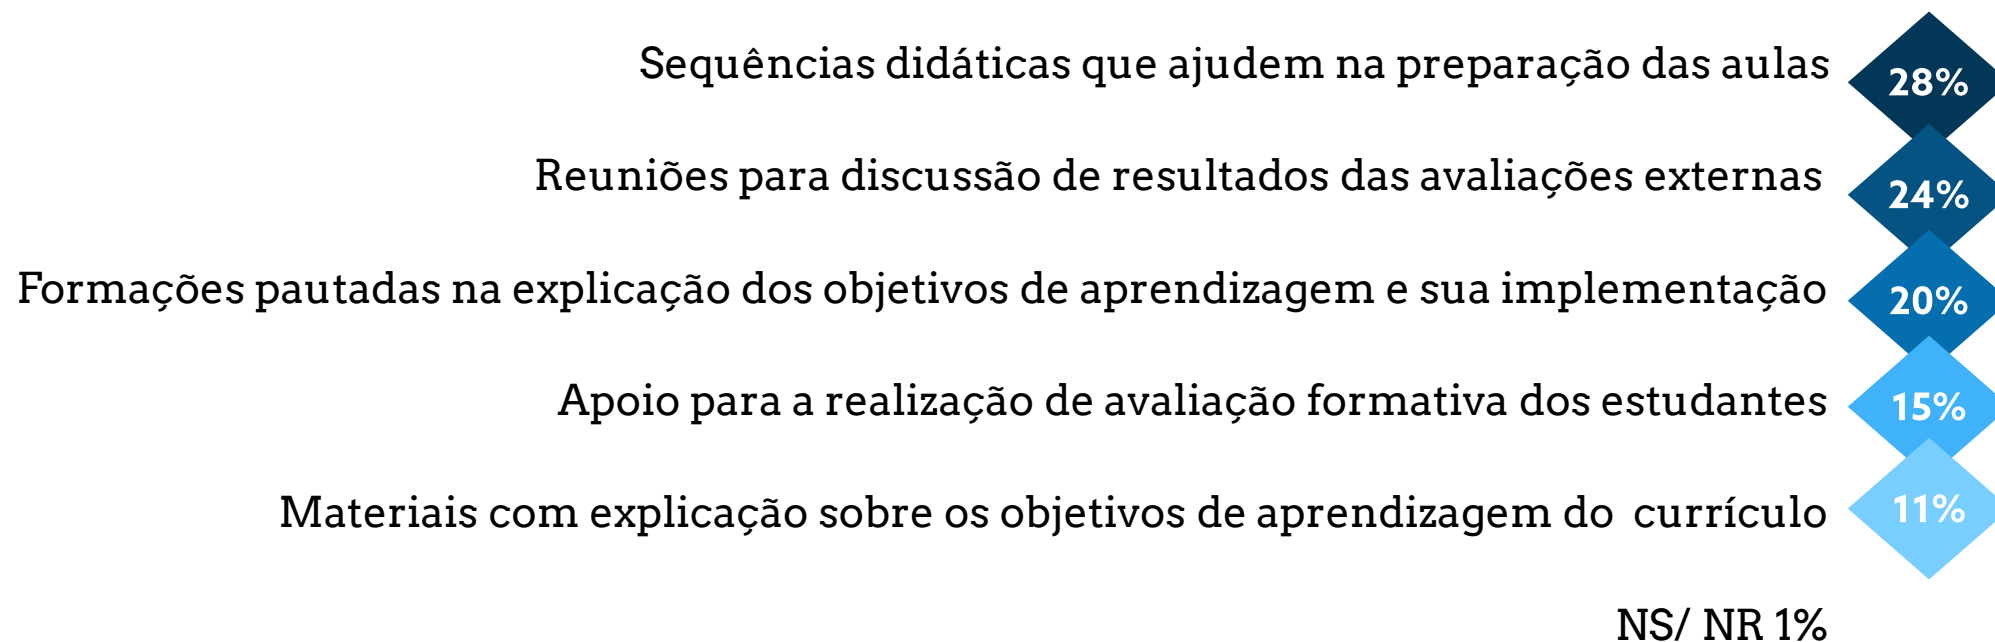 Sequências didáticas que ajudem na preparação das aulas 28%
Reuniões para discussão de resultados das avaliações externas 24%
Formações pautadas na explicação dos objetivos de aprendizagem e sua implementação 20%
Apoio para a realização de avaliação formativa dos estudantes 15%
Materiais com explicação sobre os objetivos de aprendizagem do currículo 11%
NS/ NR 1%